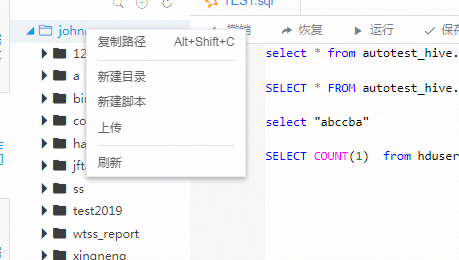 TEST.sql
撤销 恢复 运行 保存
john
复制路径 Alt+Shift+C
select * from autotest_hive.
12
新建目录
a
SELECT * FROM autotest_hive.
新建脚本
上传
select "abccba"
ha
刷新
SELECT COUNT(1) from hduser
jft
ss
test2019
wtss_report
xingneng